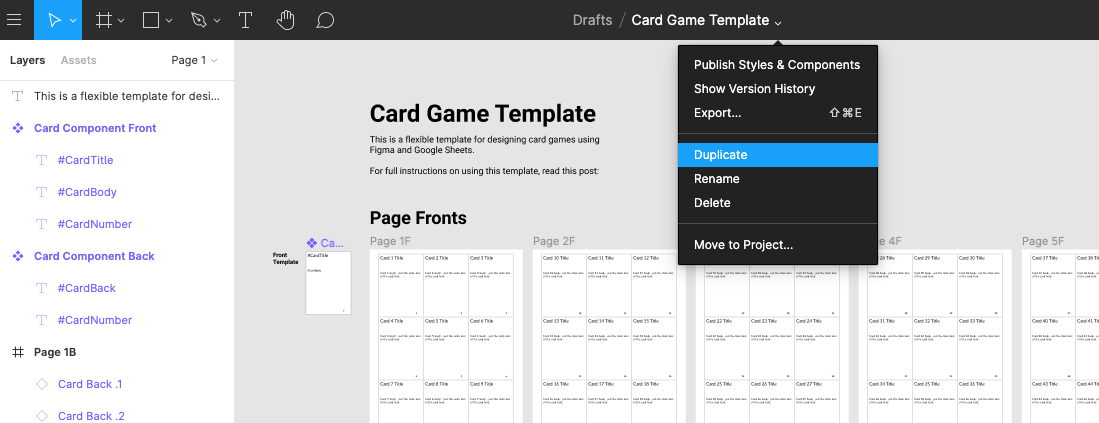 Drafts / Card Game Template
Layers
Assets
Page 1
This is a flexible template for desi...
Card Component Front
#CardTitle
#CardBody
#CardNumber
Card Component Back
#CardBack
#CardNumber
Page 1B
Card Back .1
Card Back .2
Publish Styles & Components
Show Version History
Export... ⇧⌘E
Duplicate
Rename
Delete
Move to Project...
Card Game Template
This is a flexible template for designing card games using
Figma and Google Sheets.
For full instructions on using this template, read this post:
Page Fronts
Ca...
Front
Template
#CardTitle
Page 1F
Page 2F
4F
Page 5F
Card 1 Title Card 2 Title Card 3 Title
Card 4 Title Card 5 Title Card 6 Title
Card 7 Title Card 8 Title Card 9 Title
Card 10 Title Card 11 Title Card 12 Title
Card 13 Title Card 14 Title Card 15 Title
Card 16 Title Card 17 Title Card 18 Title
Card 22 Title Card 23 Title Card 24 Title
Card 25 Title Card 26 Title Card 27 Title
Card 28 Title Card 29 Title Card 30 Title
Card 31 Title Card 32 Title Card 33 Title
Card 34 Title Card 35 Title Card 36 Title
Card 37 Title Card 38 T
Card 40 Title Card 41 T
Card 43 Title Card 44 T